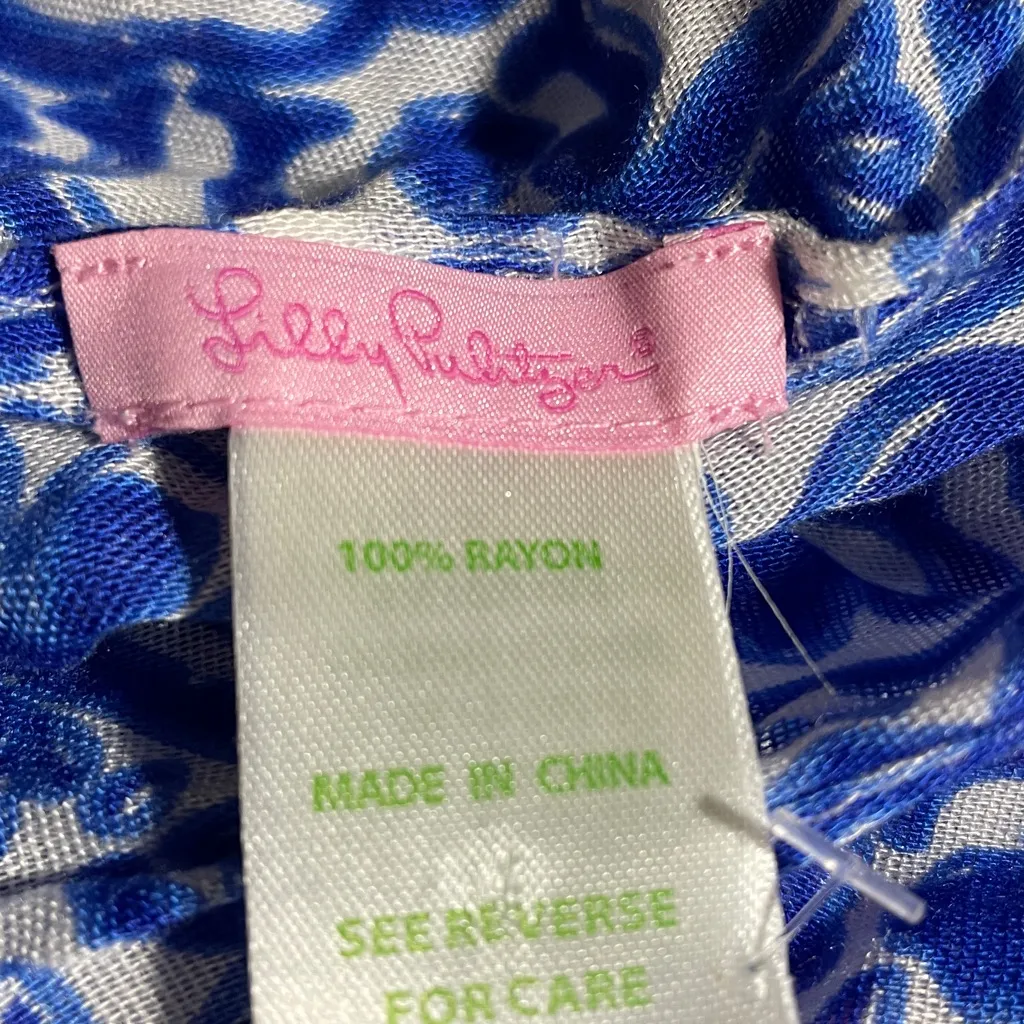 Lilly Pulitzer®
100% RAYON
MADE IN CHINA
SEE REVERSE
FOR CARE